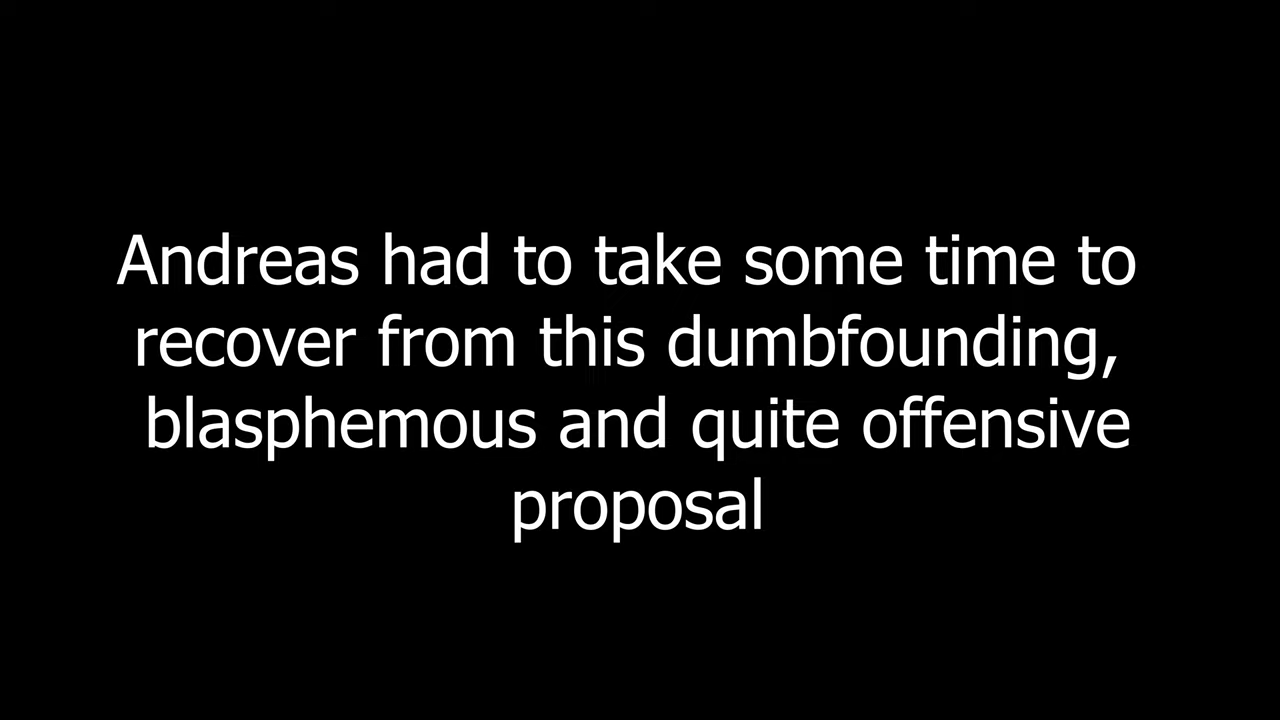 Andreas had to take some time to
recover from this dumbfounding,
blasphemous and quite offensive
proposal